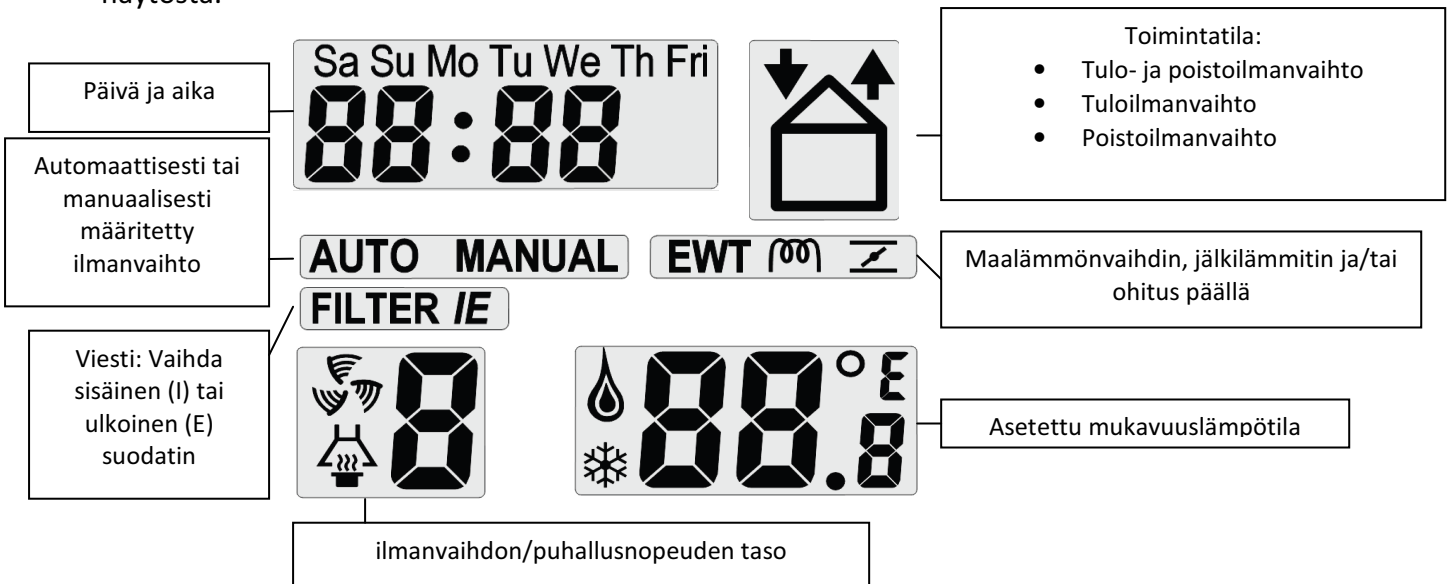 näytöstä.
Sa Su Mo Tu We Th Fri
88:88
Päivä ja aika
Toimintatila:
• Tulo- ja poistoilmanvaihto
• Tuloilmanvaihto
• Poistoilmanvaihto
Automaattisesti tai
manuaalisesti
määritetty
ilmanvaihto
AUTO MANUAL
EWT
Maalämmönvaihdin, jälkilämmitin ja/tai
ohitus päällä
FILTER IE
Viesti: Vaihda
sisäinen (I) tai
ulkoinen (E)
suodatin
8
88.8°E
Asetettu mukavuuslämpötila
ilmanvaihdon/puhallusnopeuden taso